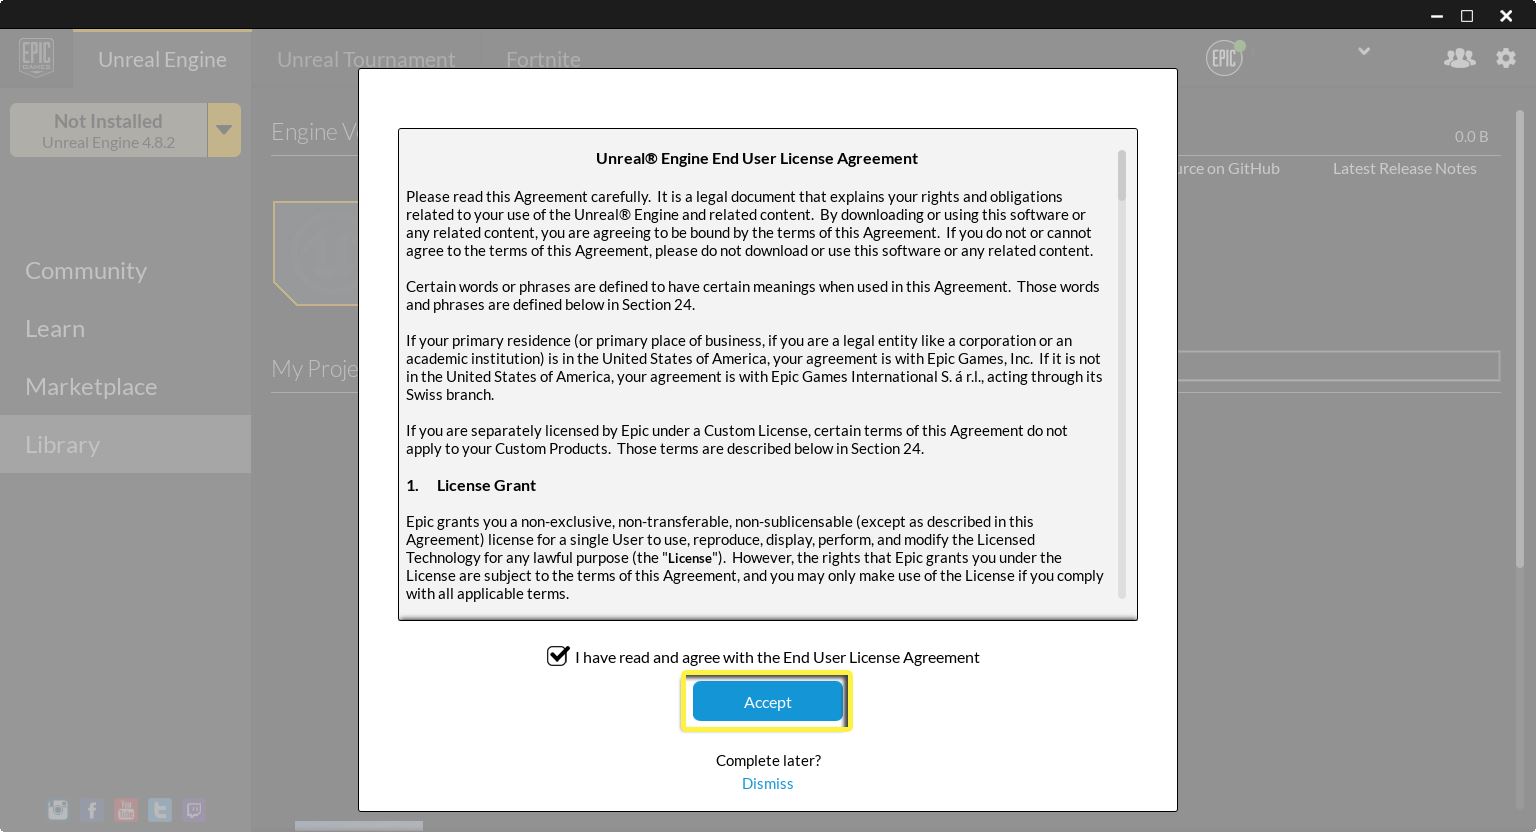 EPIC
GAMES
Unreal Engine
Unreal Tournament
Fortnite
EPIC
Not Installed
Unreal Engine 4.8.2
Engine Ve
0.0 B
urce on GitHub
Latest Release Notes
Community
Learn
Marketplace
Library
My Proje
Unreal® Engine End User License Agreement
Please read this Agreement carefully.  It is a legal document that explains your rights and obligations
related to your use of the Unreal® Engine and related content.  By downloading or using this software or
any related content, you are agreeing to be bound by the terms of this Agreement.  If you do not or cannot
agree to the terms of this Agreement, please do not download or use this software or any related content.
Certain words or phrases are defined to have certain meanings when used in this Agreement.  Those words
and phrases are defined below in Section 24.
If your primary residence (or primary place of business, if you are a legal entity like a corporation or an
academic institution) is in the United States of America, your agreement is with Epic Games, Inc.  If it is not
in the United States of America, your agreement is with Epic Games International S. á r.l., acting through its
Swiss branch.
If you are separately licensed by Epic under a Custom License, certain terms of this Agreement do not
apply to your Custom Products.  Those terms are described below in Section 24.
1.    License Grant
Epic grants you a non-exclusive, non-transferable, non-sublicensable (except as described in this
Agreement) license for a single User to use, reproduce, display, perform, and modify the Licensed
Technology for any lawful purpose (the "License").  However, the rights that Epic grants you under the
License are subject to the terms of this Agreement, and you may only make use of the License if you comply
with all applicable terms.
I have read and agree with the End User License Agreement
Accept
Complete later?
Dismiss
You
Tube